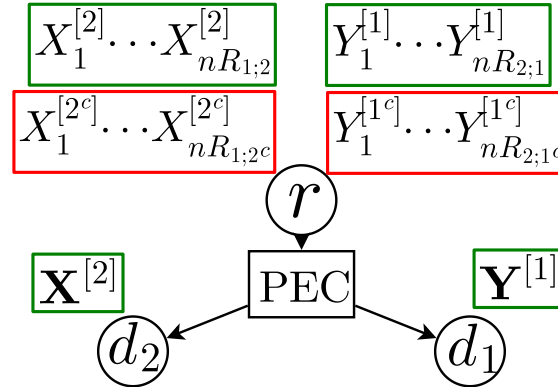 X_1^{[2]} ··· X_{nR_{1;2}}^{[2]} Y_1^{[1]} ··· Y_{nR_{2;1}}^{[1]}
X_1^{[2^c]} ··· X_{nR_{1;2^c}}^{[2^c]} Y_1^{[1^c]} ··· Y_{nR_{2;1^c}}^{[1^c]}
r
X^{[2]} PEC Y^{[1]}
d_2 d_1